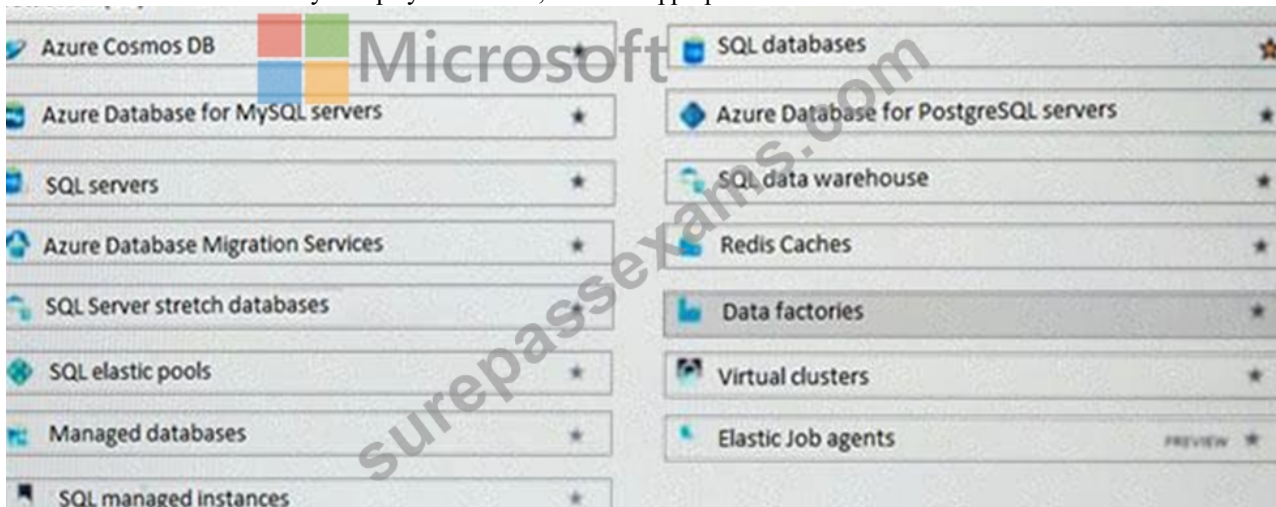 Azure Cosmos DB
Microsoft
SQL databases
Azure Database for MySQL servers
Azure Database for PostgreSQL servers
SQL servers
SQL data warehouse
Azure Database Migration Services
Redis Caches
SQL Server stretch databases
Data factories
SQL elastic pools
Virtual clusters
Managed databases
Elastic Job agents
PREVIEW
SQL managed instances
surepassexams.com